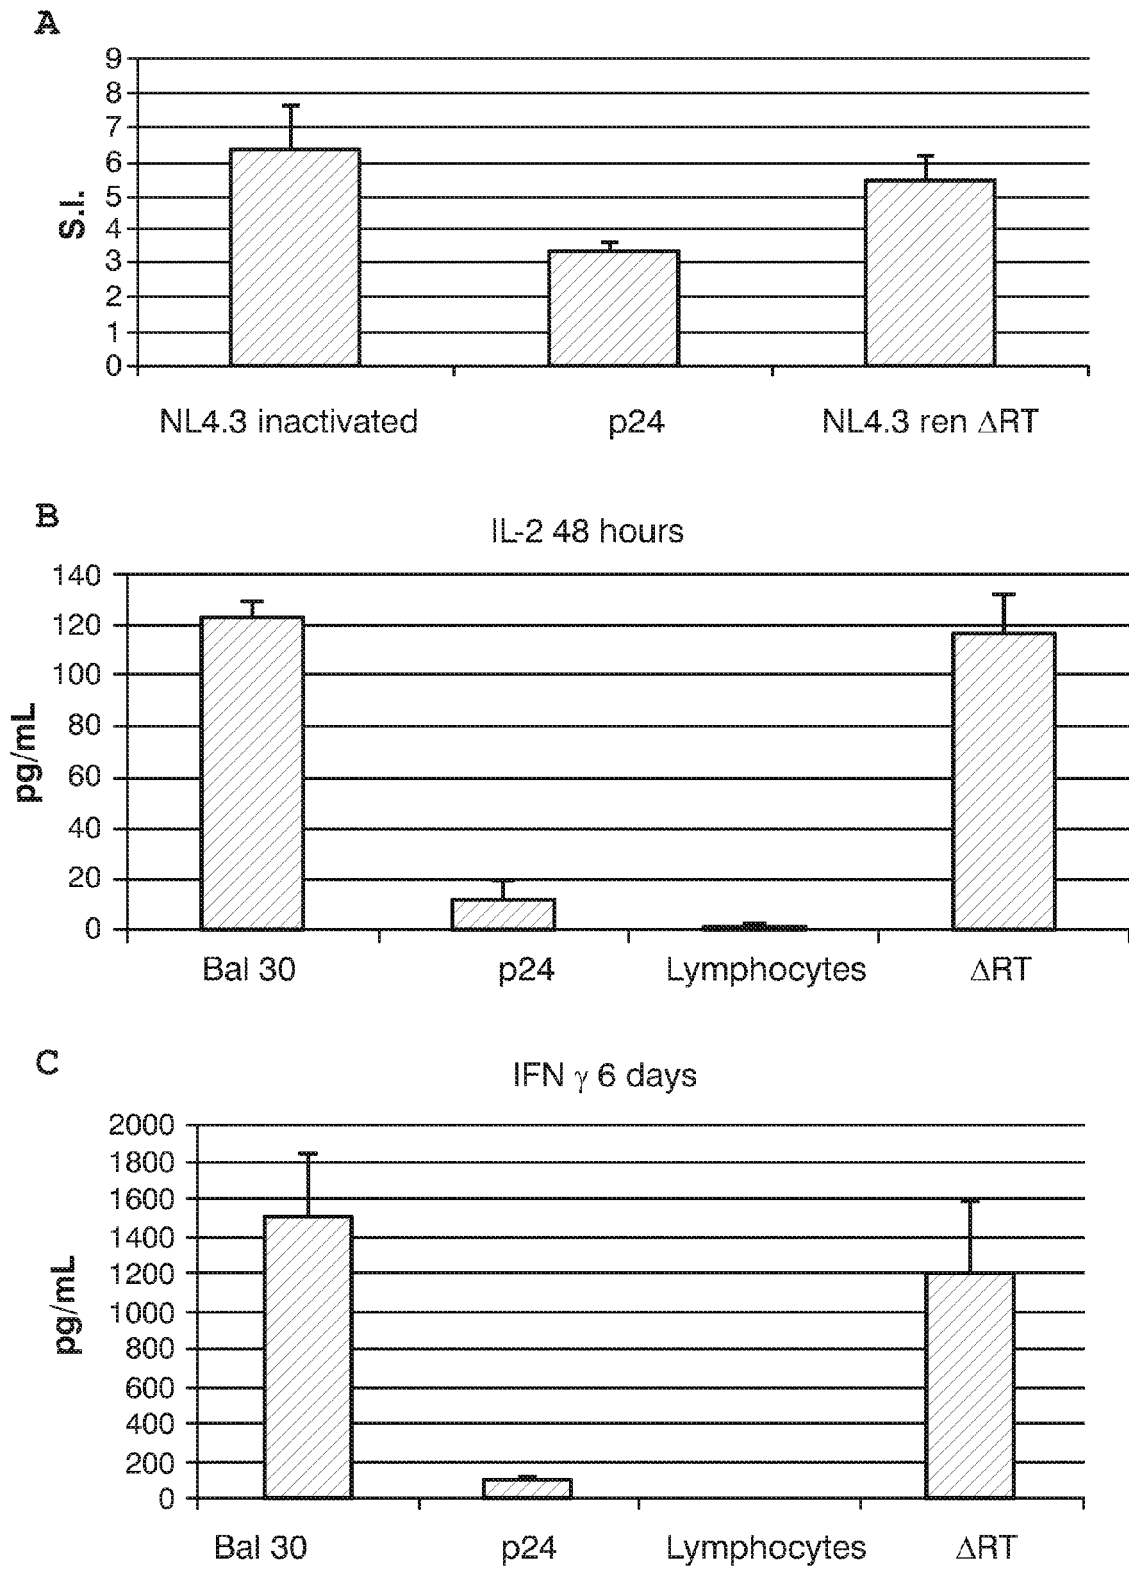 A
9
8
7
6
5
4
3
2
1
0
S.I.
NL4.3 inactivated p24 NL4.3 ren ΔRT
B
IL-2 48 hours
140
120
100
80
60
40
20
0
pg/mL
Bal 30 p24 Lymphocytes ΔRT
C
IFN γ 6 days
2000
1800
1600
1400
1200
1000
800
600
400
200
0
pg/mL
Bal 30 p24 Lymphocytes ΔRT